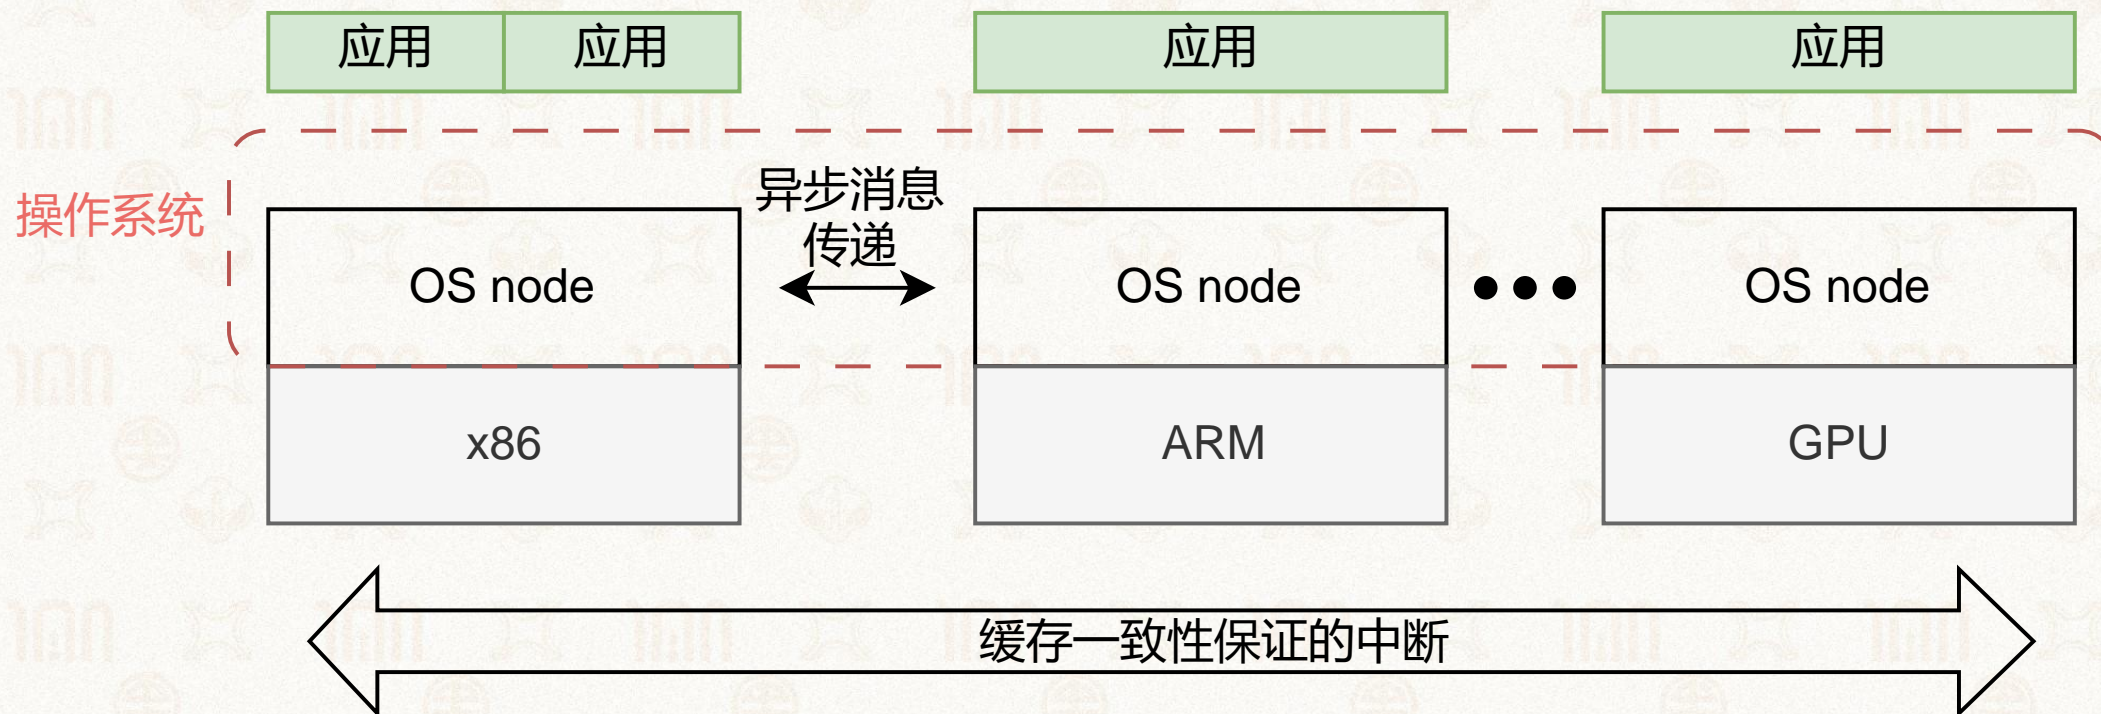 应用
应用
应用
应用
操作系统
异步消息
传递
OS node
OS node
OS node
x86
ARM
GPU
缓存一致性保证的中断